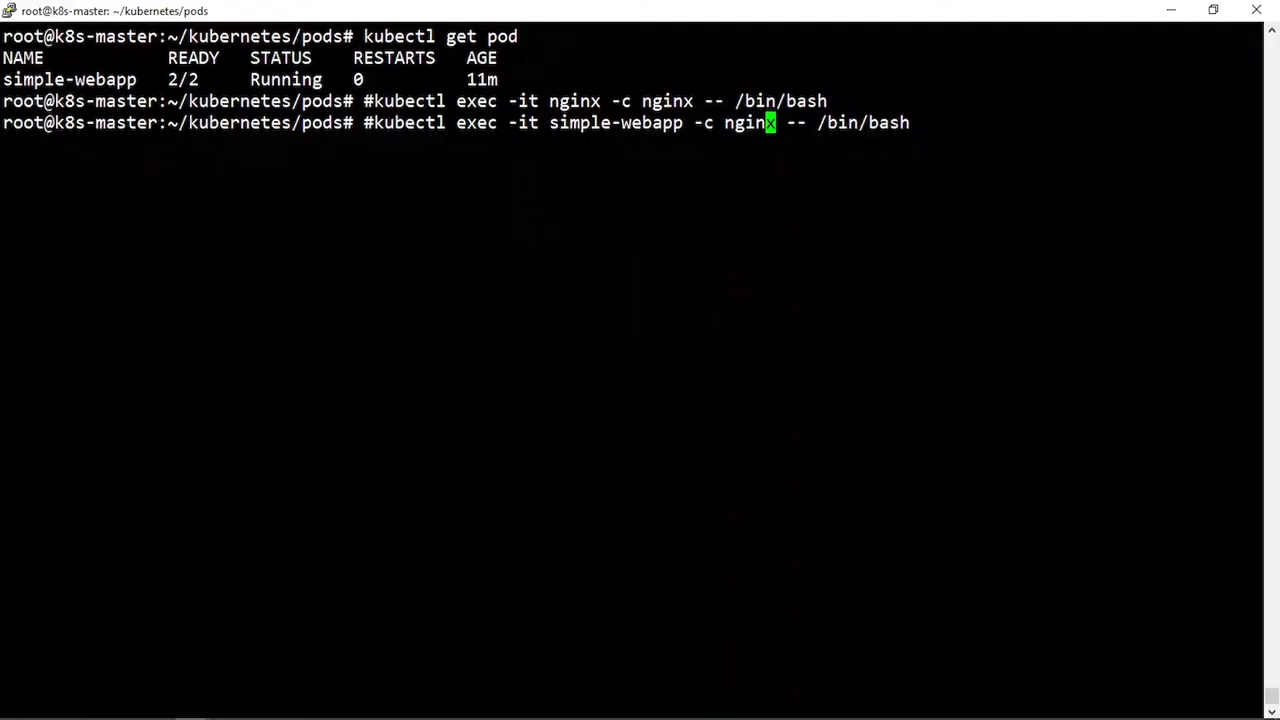 root@k8s-master: ~/kubernetes/pods
root@k8s-master:~/kubernetes/pods# kubectl get pod
NAME READY STATUS RESTARTS AGE
simple-webapp 2/2 Running 0 11m
root@k8s-master:~/kubernetes/pods# #kubectl exec -it nginx -c nginx -- /bin/bash
root@k8s-master:~/kubernetes/pods# #kubectl exec -it simple-webapp -c nginx -- /bin/bash